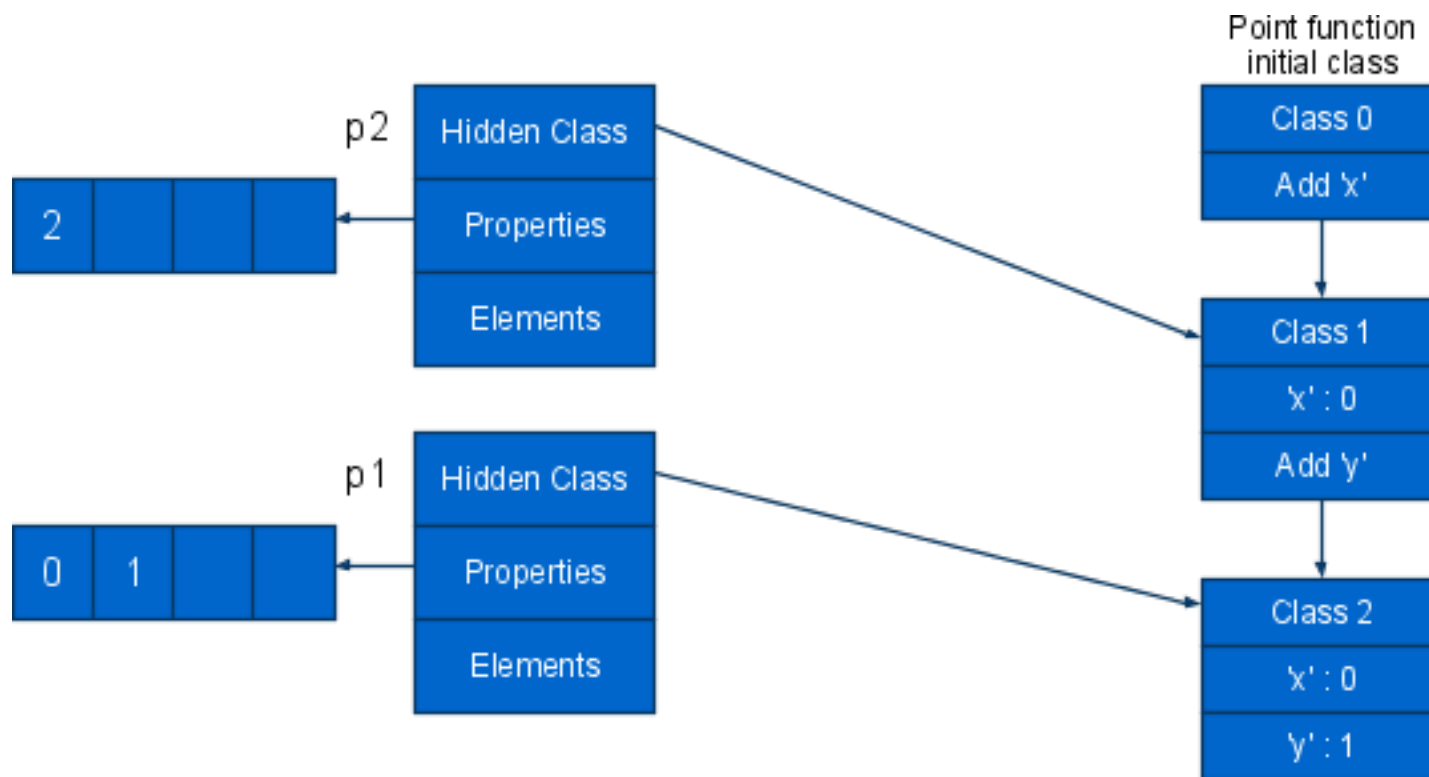 Point function
initial class
p2
Hidden Class
Properties
Elements
2
p1
Hidden Class
Properties
Elements
0 1
Class 0
Add 'x'
Class 1
'x' : 0
Add 'y'
Class 2
'x' : 0
'y' : 1